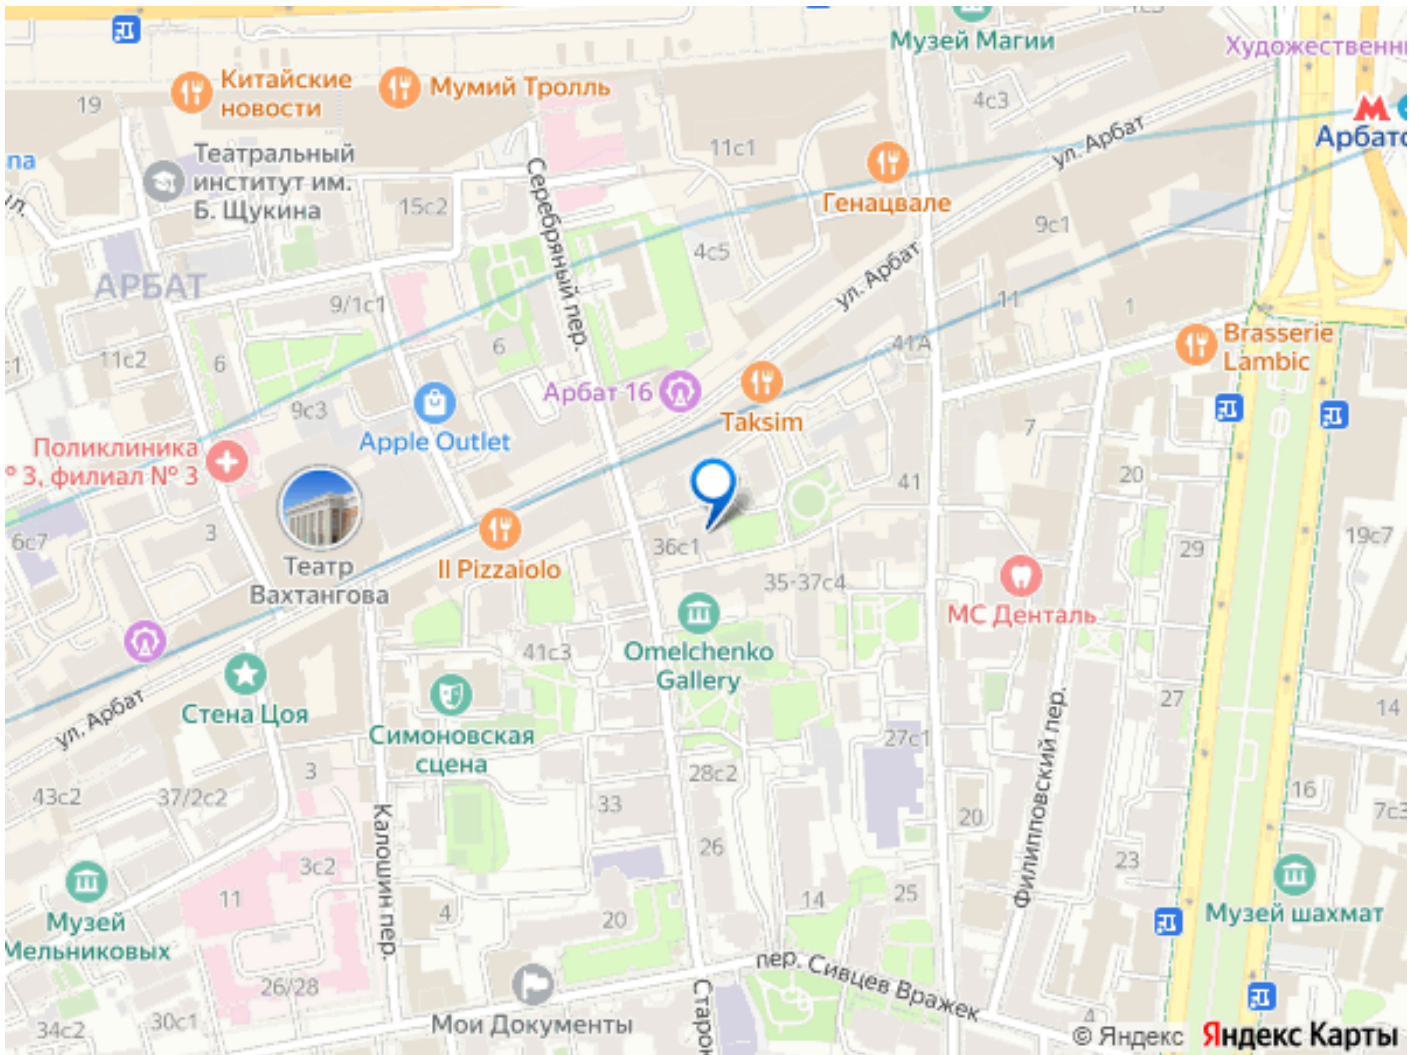 Музей Магии
Художественн
Китайские
новости
Мумий Тролль
19
4с3
Арбатс
ул. Арбат
11с1
Театральный
институт им.
Б. Щукина
Серебряный пер.
Генацвале
15с2
9с1
4с5
АРБАТ
ул. Арбат
9/1с1
11
1
Brasserie
Lambic
41А
6
11с2
6
Арбат 16
9с3
Taksim
Apple Outlet
7
Поликлиника
№ 3, филиал № 3
20
41
3
6с7
36с1
29
19с7
Театр
Вахтангова
Il Pizzaiolo
35-37с4
МС Денталь
41с3
Omelchenko
Gallery
ул. Арбат
Стена Цоя
Симоновская
сцена
27
14
Филипповский пер.
27с1
3
28с2
43с2
37/2с2
33
16
7с3
20
Калошин пер.
26
3с2
23
11
4
20
14
25
Музей
Мельниковых
Музей шахмат
пер. Сивцев Вражек
26/28
Старок
4
34с2
30с1
Мои Документы
© Яндекс Яндекс Карты